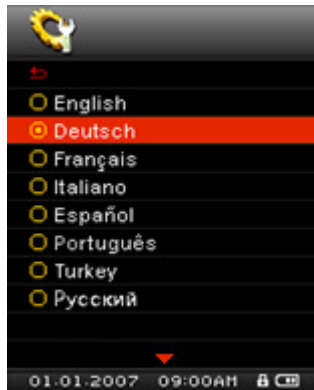 English
Deutsch
Français
Italiano
Español
Português
Turkey
Русский
01.01.2007 09:00AM